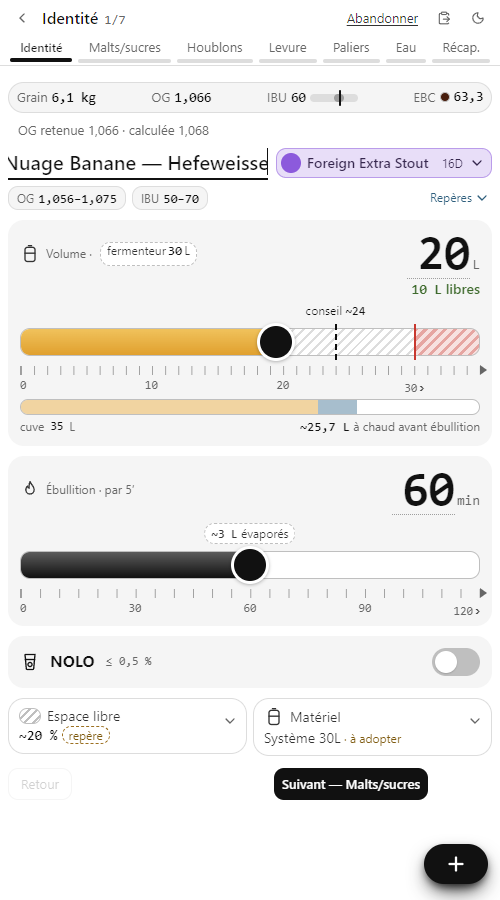 Identité 1/7 Abandonner
Identité Malts/sucres Houblons Levure Paliers Eau Récap.
Grain 6,1 kg OG 1,066 IBU 60 EBC 63,3
OG retenue 1,066 · calculée 1,068
Nuage Banane — Hefeweisse Foreign Extra Stout 16D
OG 1,056–1,075 IBU 50–70 Repères
Volume · fermenteur 30 L 20 L
10 L libres
conseil ~24
0 10 20 30›
cuve 35 L ~25,7 L à chaud avant ébullition
Ébullition · par 5′ 60 min
~3 L évaporés
0 30 60 90 120›
NOLO ≤ 0,5 %
Espace libre
~20 % repère
Matériel
Système 30L · à adopter
Retour Suivant — Malts/sucres
+